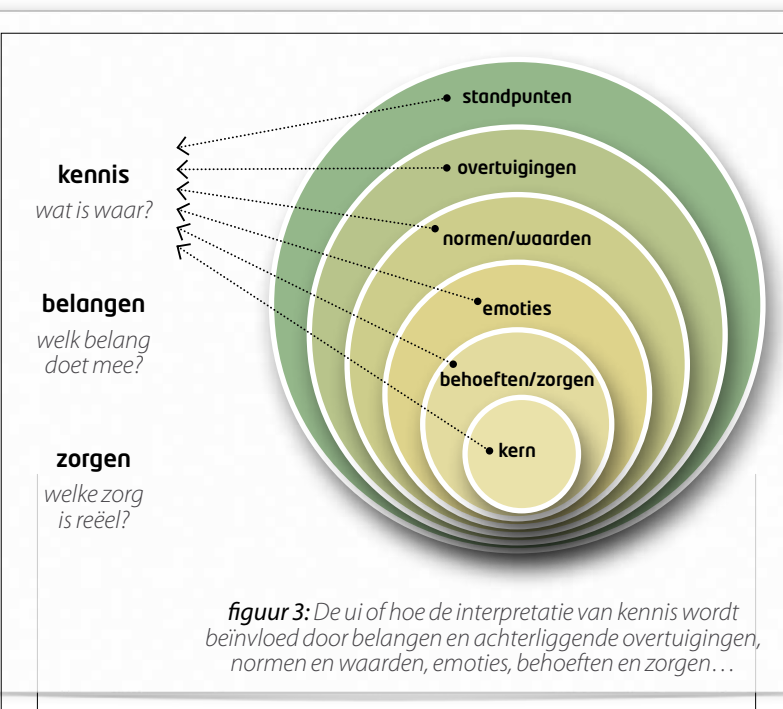 kennis
wat is waar?
belangen
welk belang
doet mee?
zorgen
welke zorg
is reëel?
standpunten
overtuigingen
normen/waarden
emoties
behoeften/zorgen
kern
figuur 3: De ui of hoe de interpretatie van kennis wordt
beïnvloed door belangen en achterliggende overtuigingen,
normen en waarden, emoties, behoeften en zorgen…